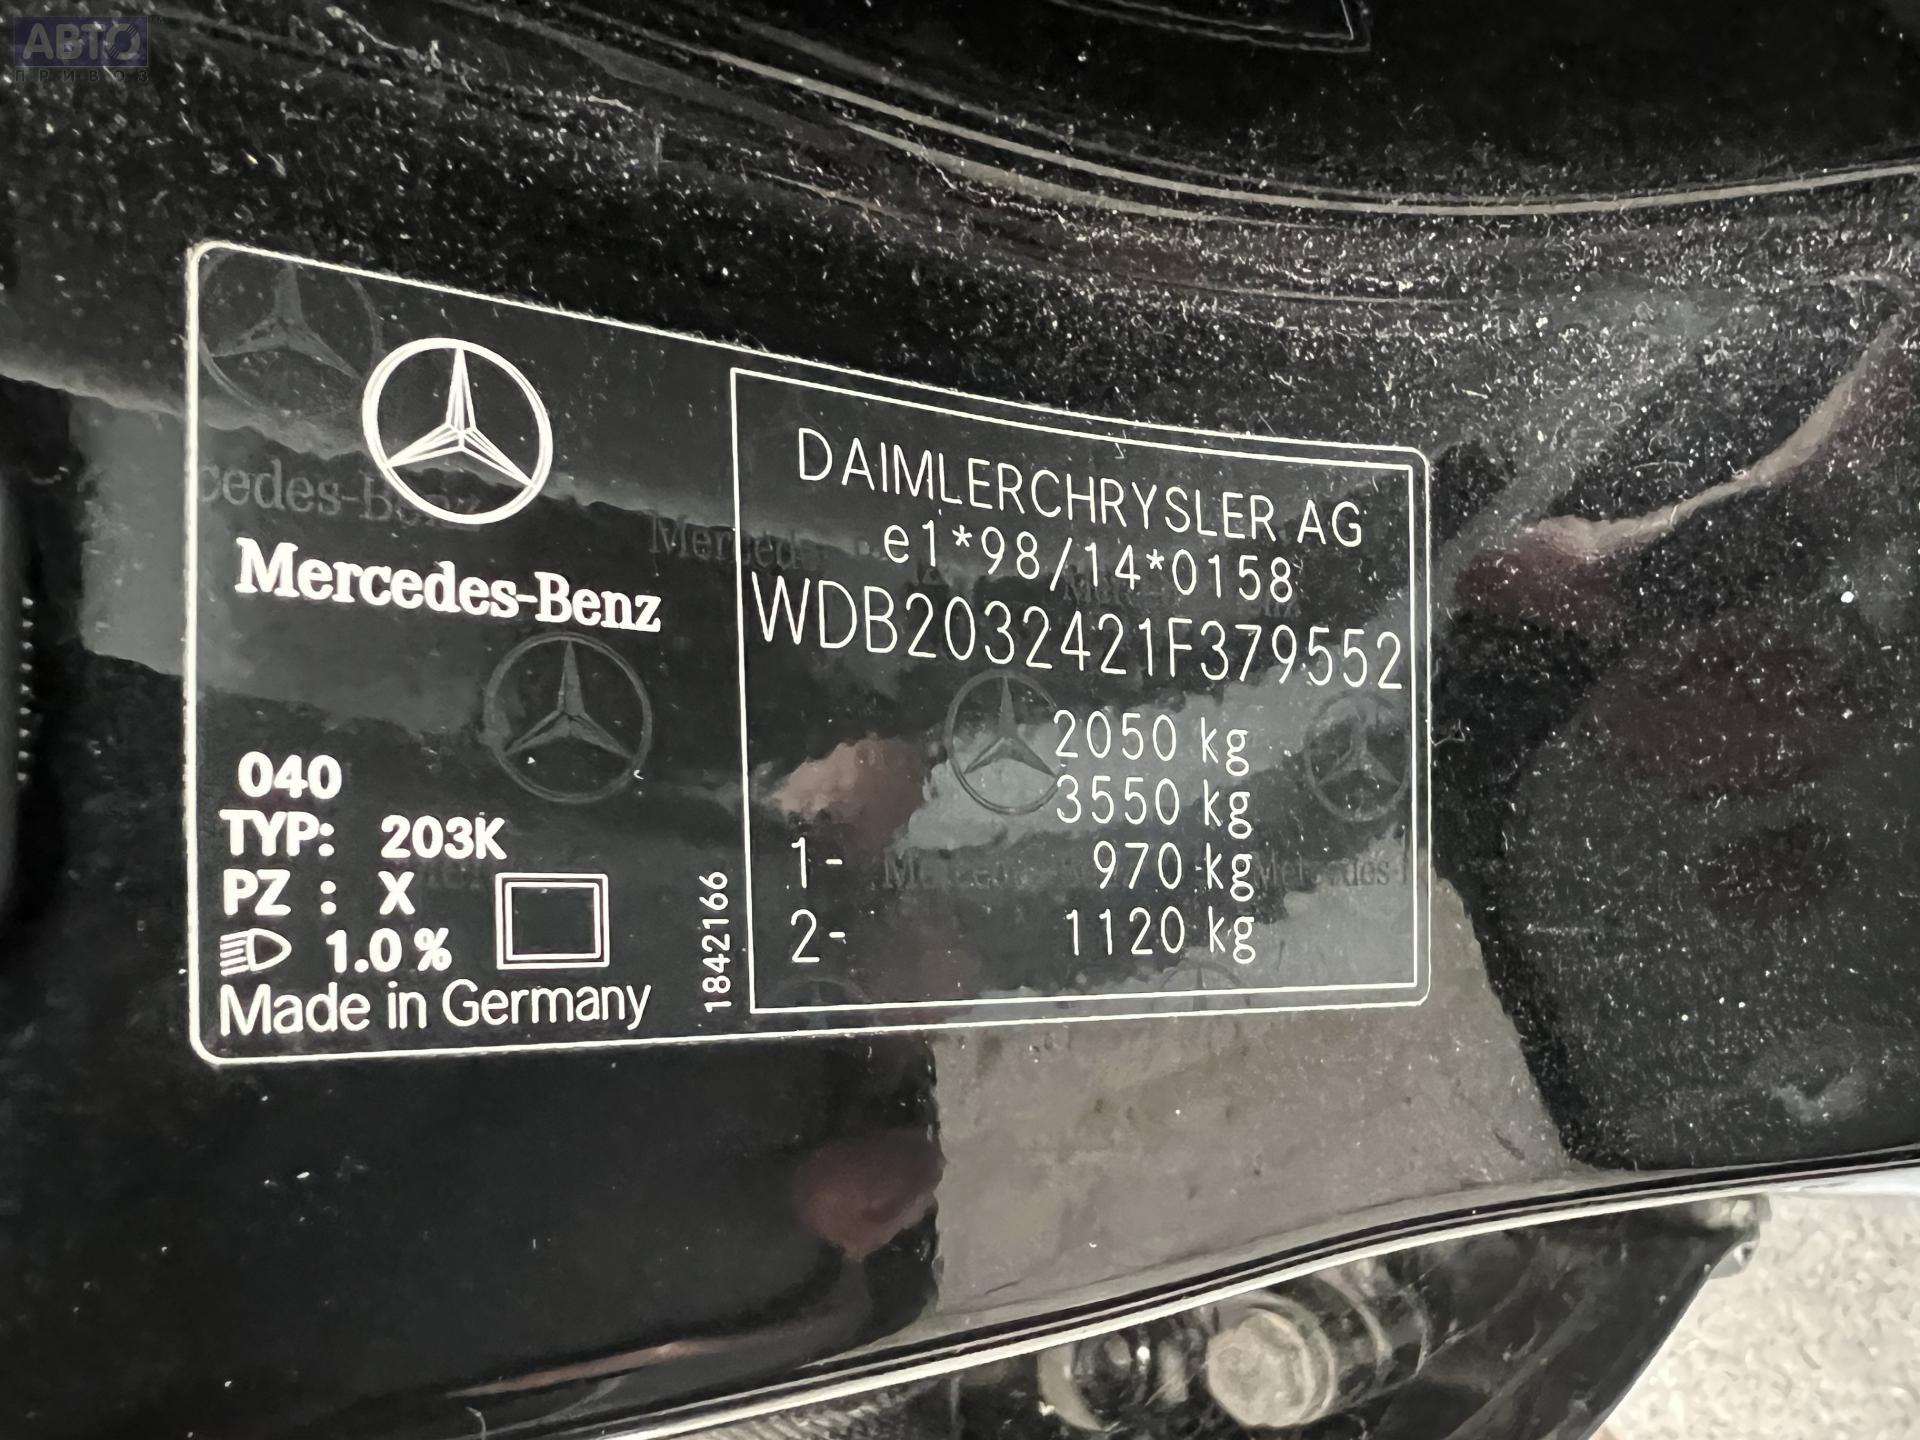 АВТО
ПРИВОЗ
Mercedes-Benz
040
TYP: 203K
PZ : X
1.0 %
Made in Germany
1842166
DAIMLERCHRYSLER AG
e1*98/14*0158
WDB2032421F379552
2050 kg
3550 kg
1- 970 kg
2- 1120 kg